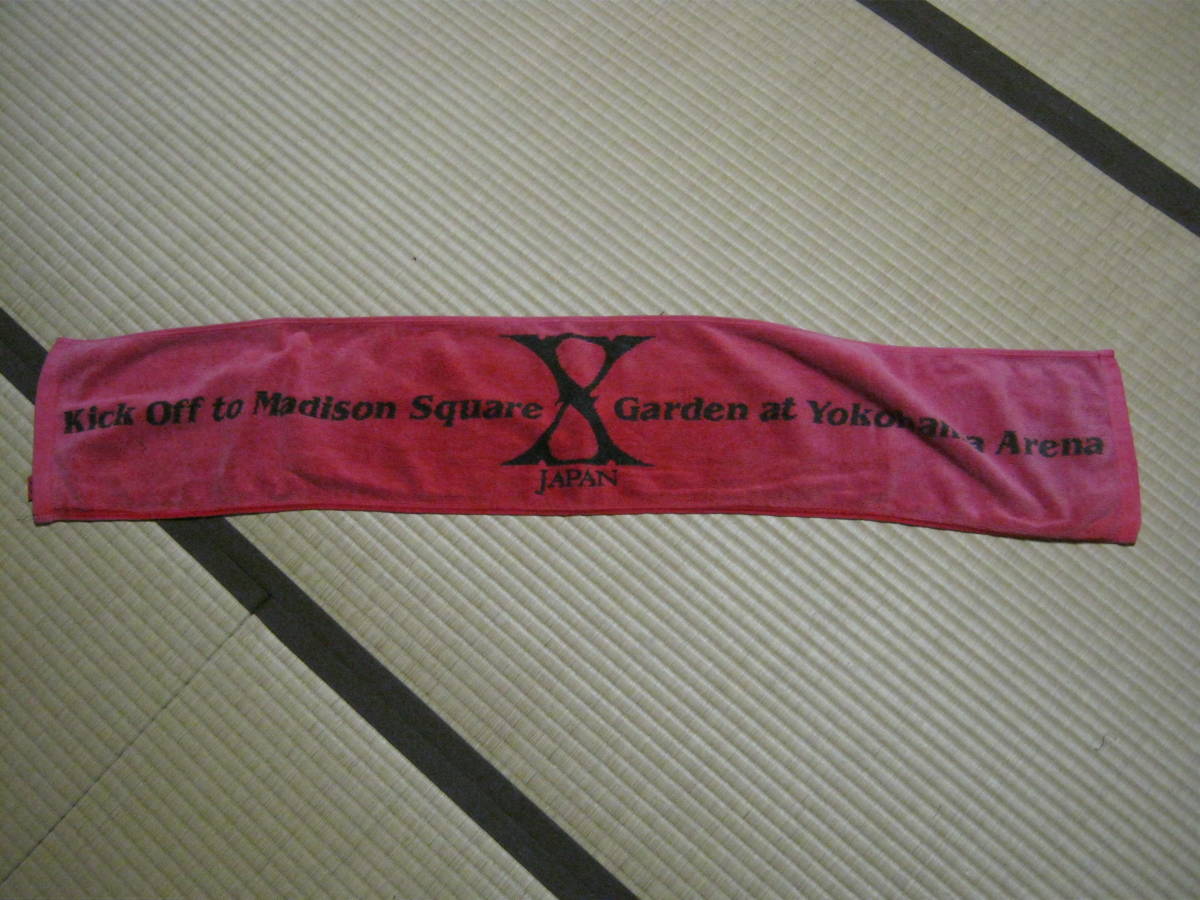 Kick Off to Madison Square X Garden at Yokohama Arena
JAPAN